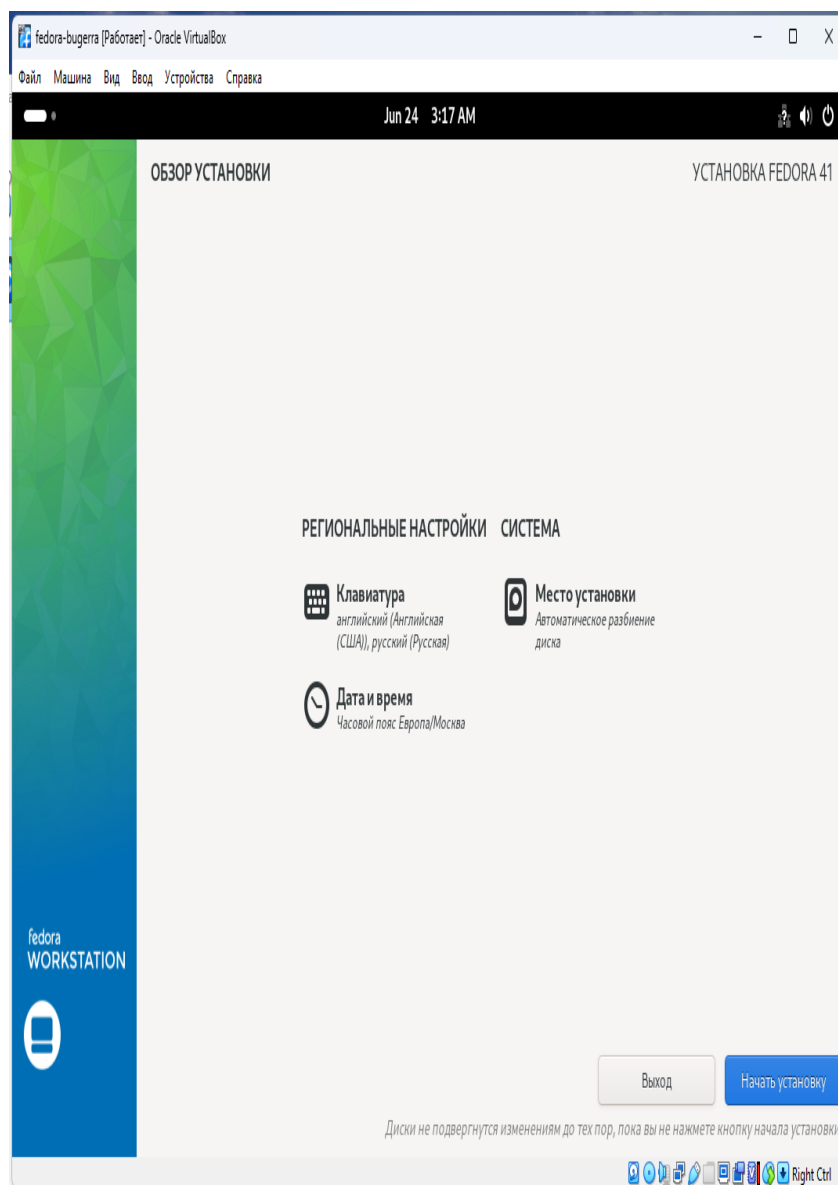 fedora-bugerra [Работает] - Oracle VirtualBox
Файл Машина Вид Ввод Устройства Справка
Jun 24 3:17 AM
ОБЗОР УСТАНОВКИ
УСТАНОВКА FEDORA 41
РЕГИОНАЛЬНЫЕ НАСТРОЙКИ
Клавиатура
английский (Английская
(США)), русский (Русская)
Дата и время
Часовой пояс Европа/Москва
СИСТЕМА
Место установки
Автоматическое разбиение
диска
fedora
WORKSTATION
Выход
Начать установку
Диски не подвергнутся изменениям до тех пор, пока вы не нажмете кнопку начала установки
Right Ctrl